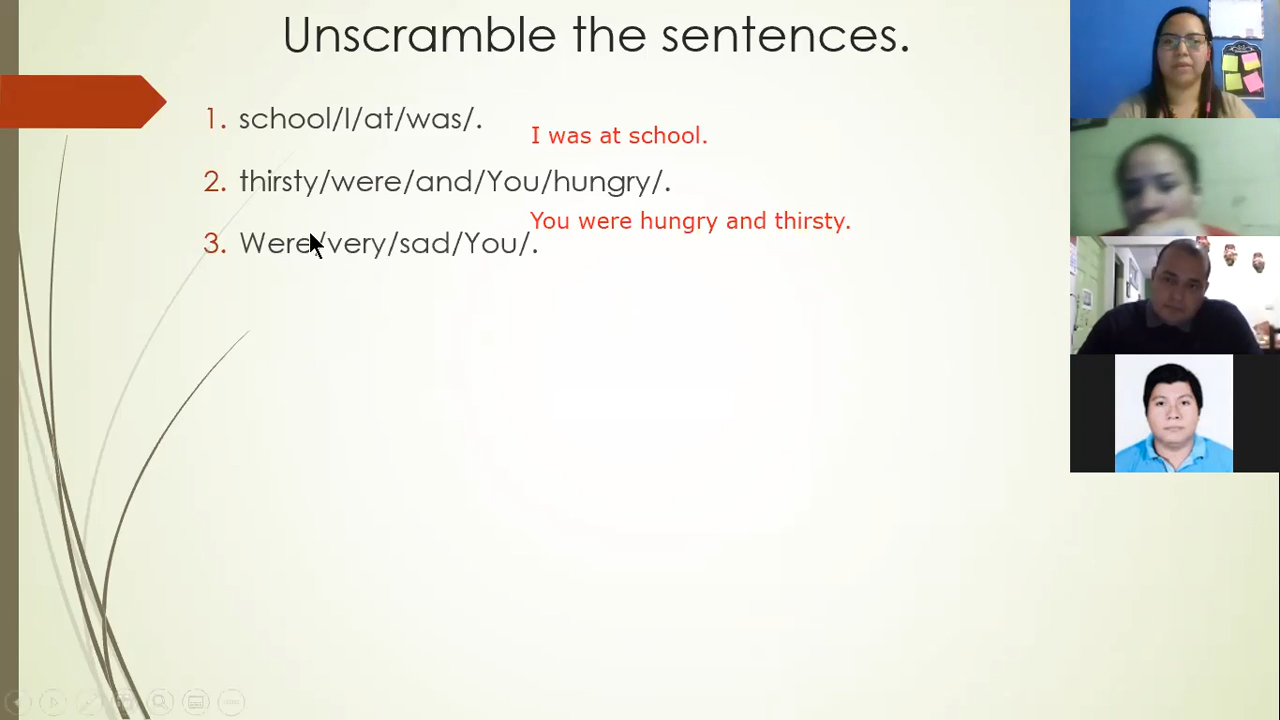 Unscramble the sentences.
1. school/I/at/was/.
I was at school.
2. thirsty/were/and/You/hungry/.
You were hungry and thirsty.
3. Were/very/sad/You/.